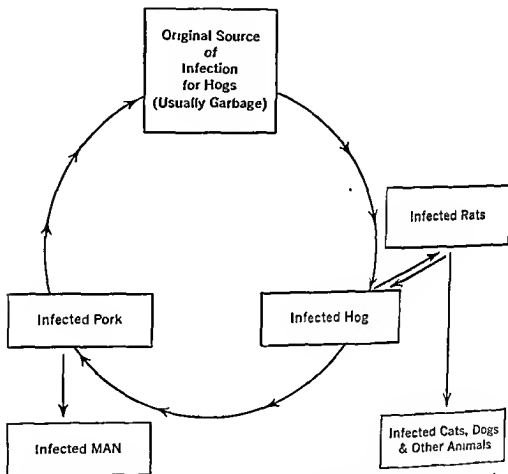 Original Source
of
Infection
for Hogs
(Usually Garbage)
Infected Rats
Infected Pork
Infected Hog
Infected MAN
Infected Cats, Dogs
& Other Animals